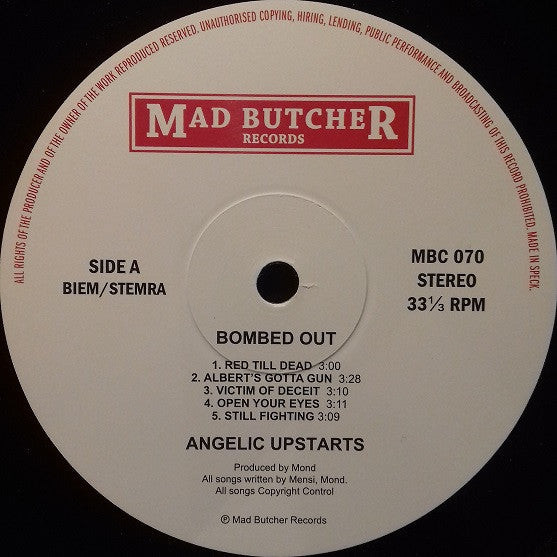 ALL RIGHTS OF THE PRODUCER AND OF THE OWNER OF THE WORK REPRODUCED RESERVED. UNAUTHORISED COPYING, HIRING, LENDING, PUBLIC PERFORMANCE AND BROADCASTING OF THIS RECORD PROHIBITED. MADE IN SPECK.
MAD BUTCHER
RECORDS
SIDE A
BIEM/STEMRA
MBC 070
STEREO
33⅓ RPM
BOMBED OUT
1. RED TILL DEAD 3:00
2. ALBERT'S GOTTA GUN 3:28
3. VICTIM OF DECEIT 3:10
4. OPEN YOUR EYES 3:11
5. STILL FIGHTING 3:09
ANGELIC UPSTARTS
Produced by Mond
All songs written by Mensi, Mond.
All songs Copyright Control
℗ Mad Butcher Records